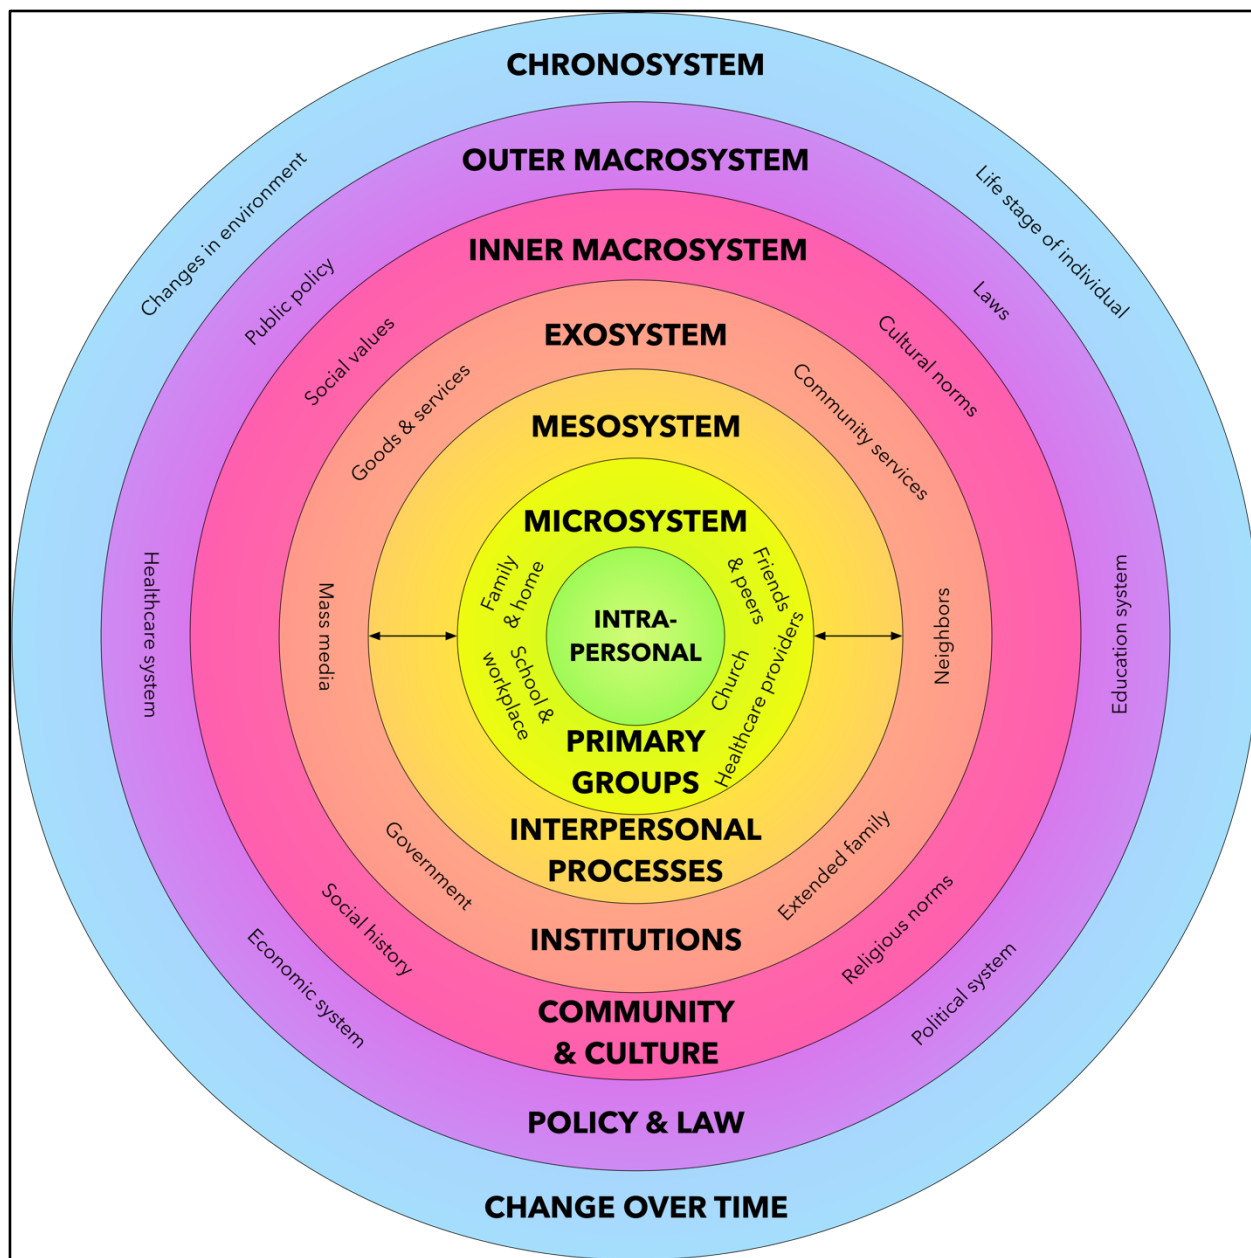 CHRONOSYSTEM
OUTER MACROSYSTEM
INNER MACROSYSTEM
EXOSYSTEM
MESOSYSTEM
MICROSYSTEM
INTRA-
PERSONAL
Changes in environment
Life stage of individual
Public policy
Laws
Social values
Cultural norms
Goods & services
Community services
Family
& home
Friends
& peers
School &
workplace
Church
Healthcare providers
Healthcare system
Mass media
Neighbors
Education system
Government
Extended family
Social history
Religious norms
Economic system
Political system
PRIMARY
GROUPS
INTERPERSONAL
PROCESSES
INSTITUTIONS
COMMUNITY
& CULTURE
POLICY & LAW
CHANGE OVER TIME